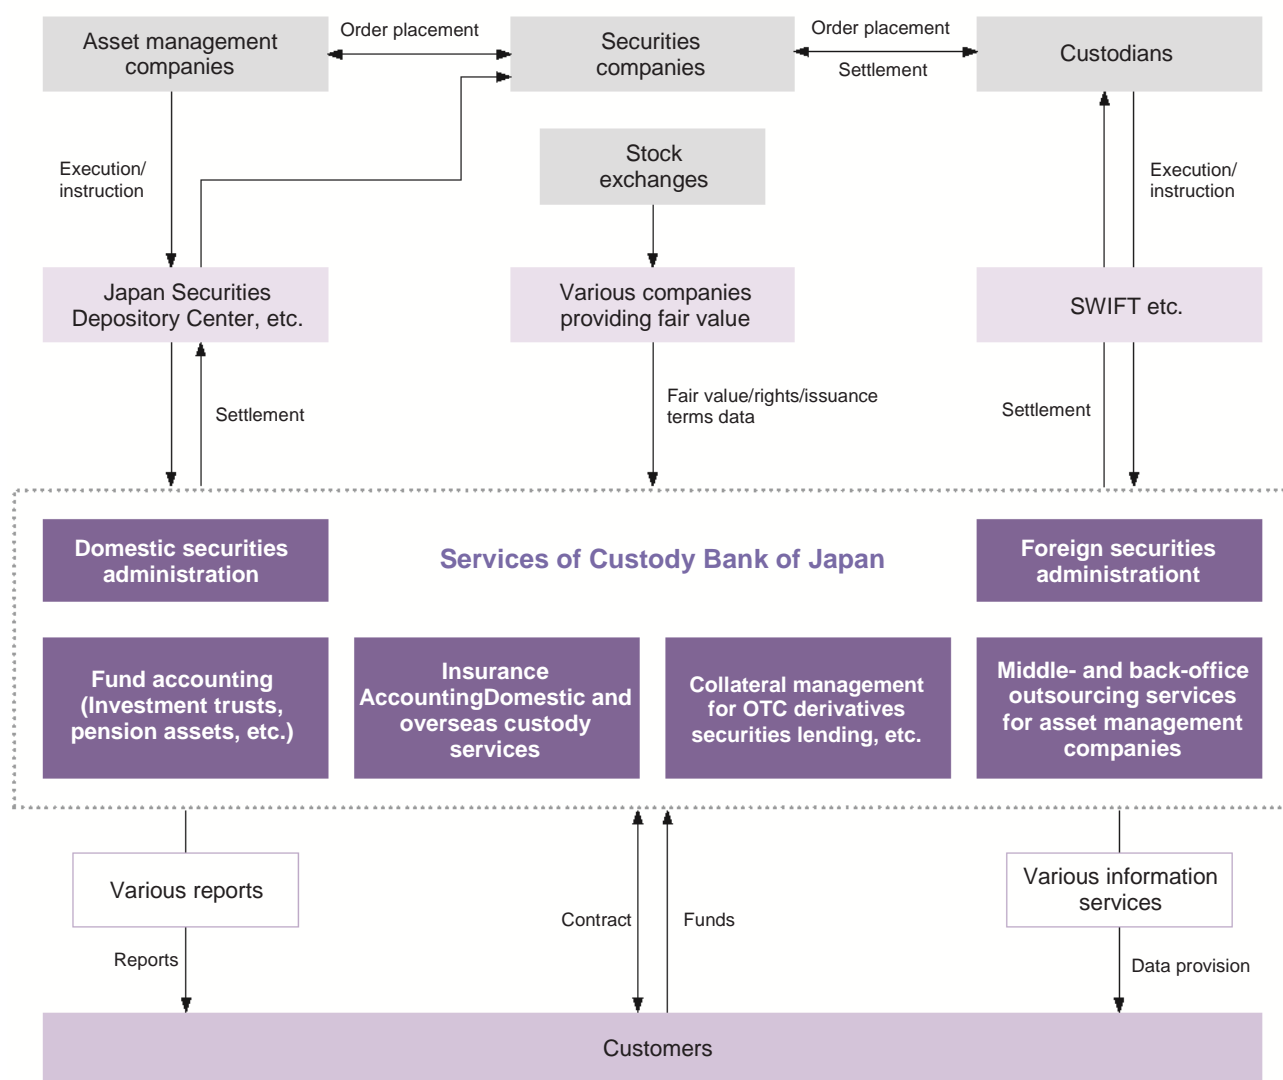 Asset management
companies
Order placement
Securities
companies
Order placement
Settlement
Custodians
Execution/
instruction
Stock
exchanges
Execution/
instruction
Japan Securities
Depository Center, etc.
Various companies
providing fair value
SWIFT etc.
Settlement
Fair value/rights/issuance
terms data
Settlement
Domestic securities
administration
Services of Custody Bank of Japan
Foreign securities
administrationt
Fund accounting
(Investment trusts,
pension assets, etc.)
Insurance
AccountingDomestic and
overseas custody
services
Collateral management
for OTC derivatives
securities lending, etc.
Middle- and back-office
outsourcing services
for asset management
companies
Various reports
Various information
services
Contract
Funds
Reports
Data provision
Customers